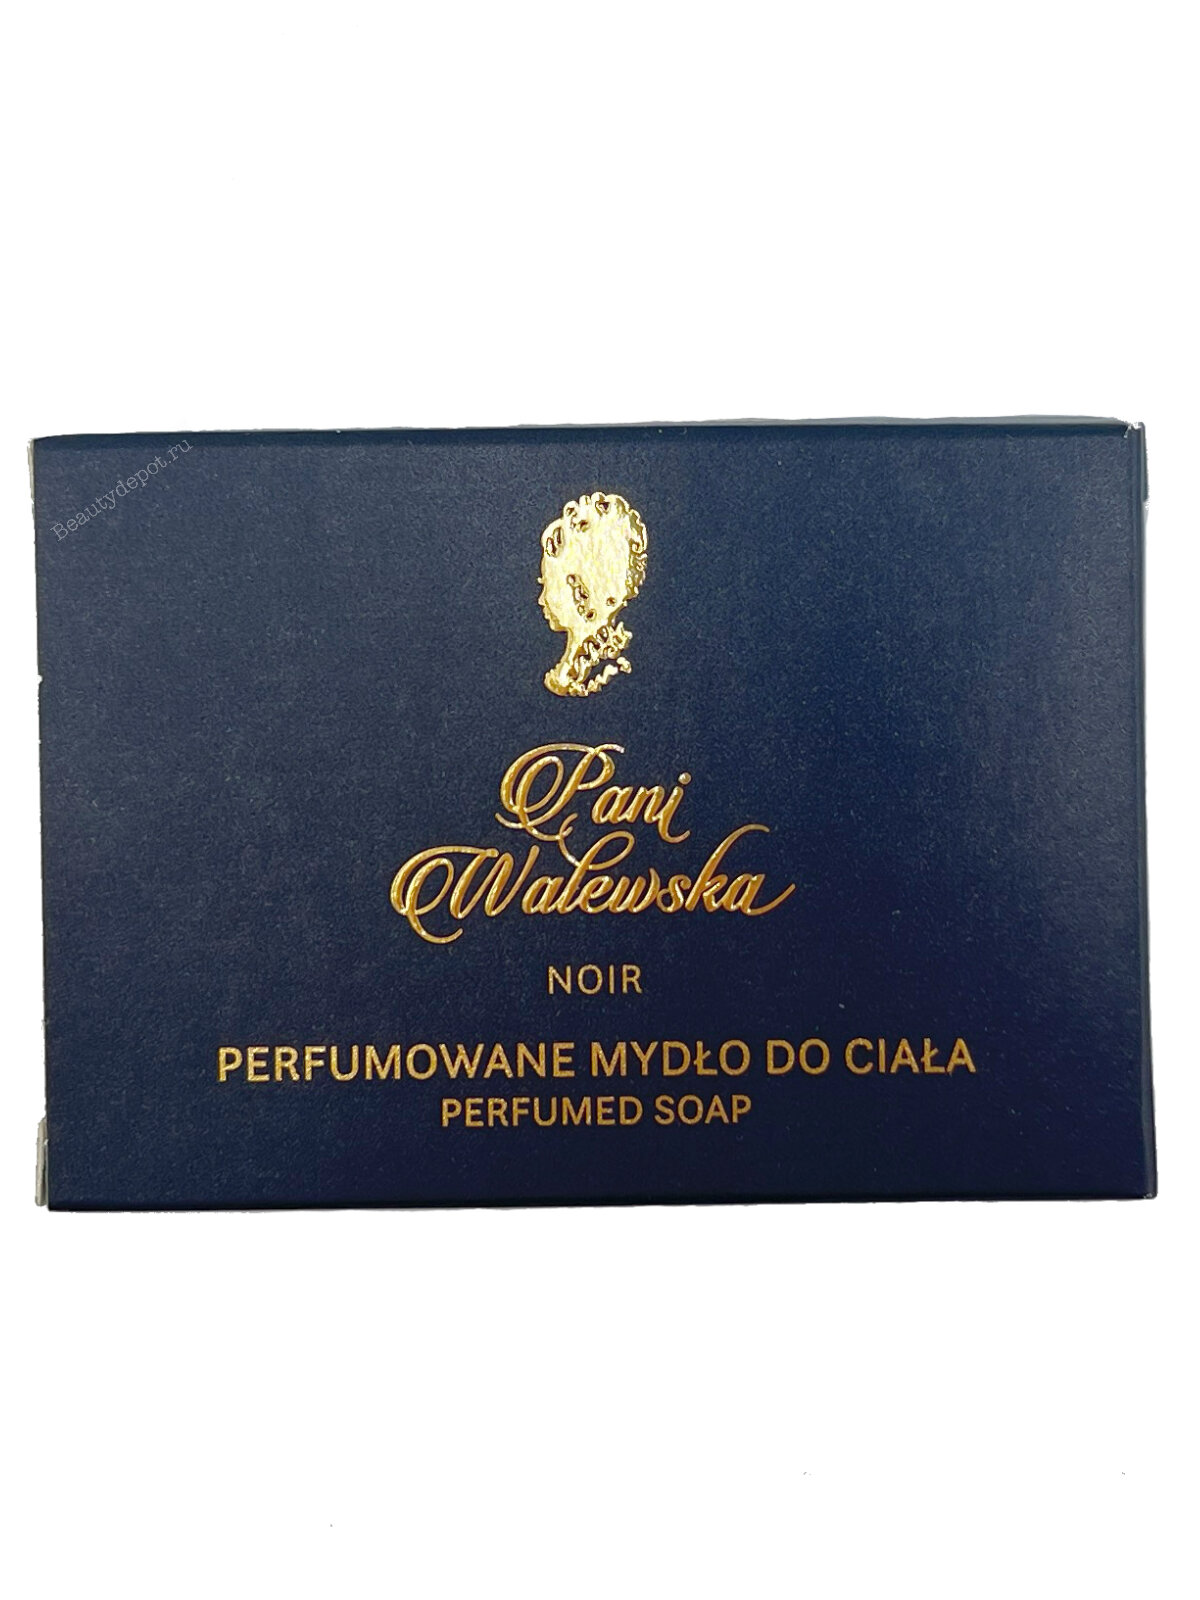 Beautydepot.ru
Pani
Walewska
NOIR
PERFUMOWANE MYDŁO DO CIAŁA
PERFUMED SOAP